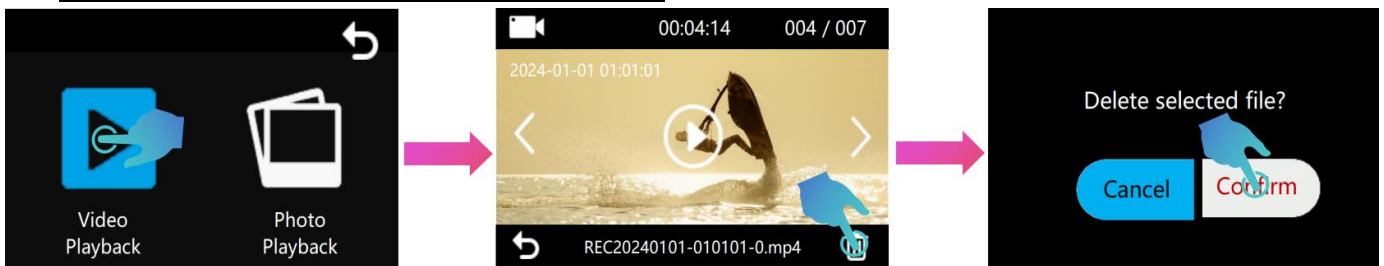 Video
Playback
Photo
Playback
00:04:14
004 / 007
2024-01-01 01:01:01
REC20240101-010101-0.mp4
Delete selected file?
Cancel
Confirm